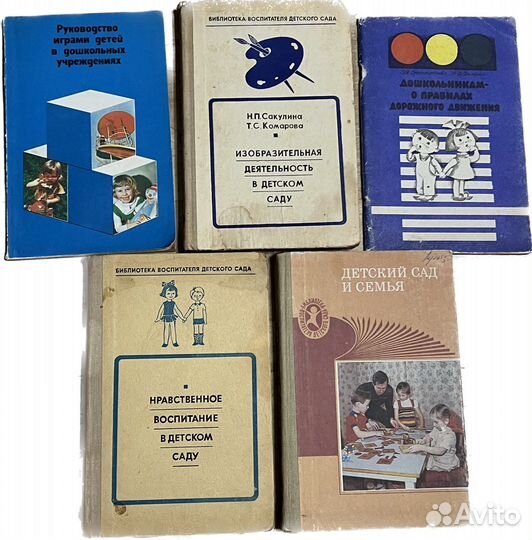 Руководство
играми детей
в дошкольных
учреждениях
БИБЛИОТЕКА ВОСПИТАТЕЛЯ ДЕТСКОГО САДА
Н.П.Сакулина
Т.С.Комарова
ИЗОБРАЗИТЕЛЬНАЯ
ДЕЯТЕЛЬНОСТЬ
В ДЕТСКОМ
САДУ
ДОШКОЛЬНИКАМ-
О ПРАВИЛАХ
ДОРОЖНОГО ДВИЖЕНИЯ
БИБЛИОТЕКА ВОСПИТАТЕЛЯ ДЕТСКОГО САДА
НРАВСТВЕННОЕ
ВОСПИТАНИЕ
В ДЕТСКОМ
САДУ
ДЕТСКИЙ САД
И СЕМЬЯ
Avito